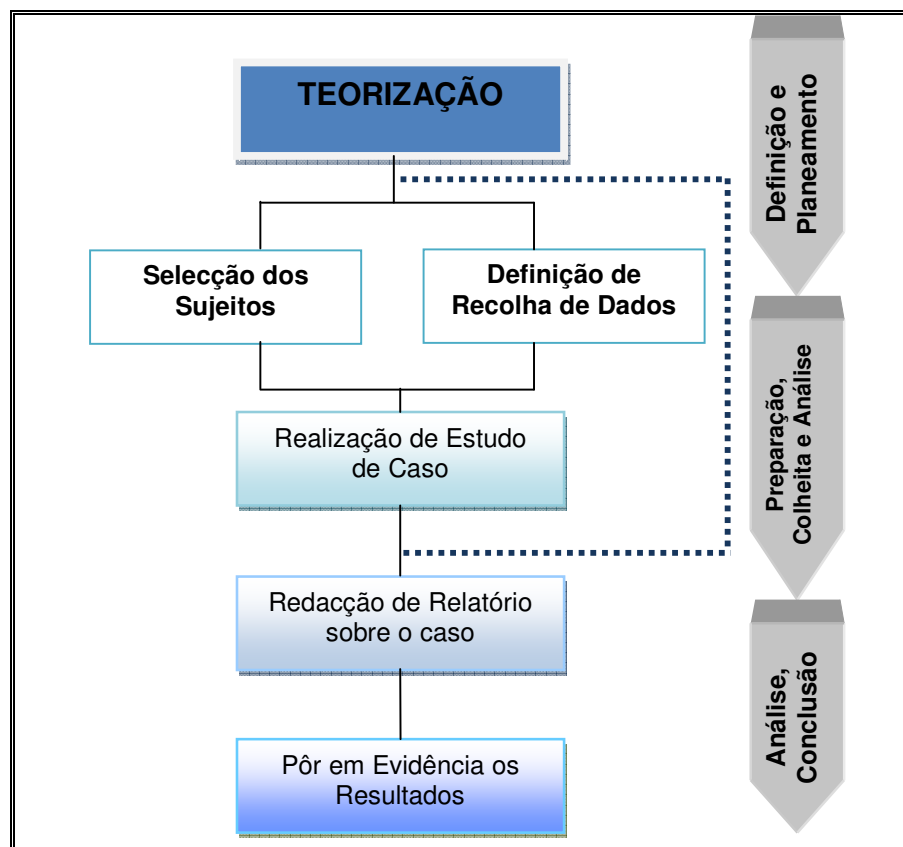 TEORIZAÇÃO
Selecção dos
Sujeitos
Definição de
Recolha de Dados
Realização de Estudo
de Caso
Redacção de Relatório
sobre o caso
Pôr em Evidência os
Resultados
Definição e
Planeamento
Preparação,
Colheita e Análise
Análise,
Conclusão